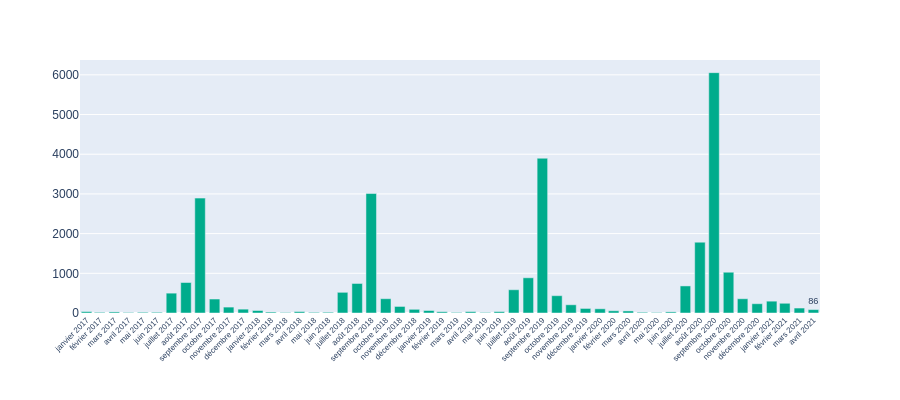 6000
5000
4000
3000
2000
1000
0
86
janvier 2017
février 2017
mars 2017
avril 2017
mai 2017
juin 2017
juillet 2017
août 2017
septembre 2017
octobre 2017
novembre 2017
décembre 2017
janvier 2018
février 2018
mars 2018
avril 2018
mai 2018
juin 2018
juillet 2018
août 2018
septembre 2018
octobre 2018
novembre 2018
décembre 2018
janvier 2019
février 2019
mars 2019
avril 2019
mai 2019
juin 2019
juillet 2019
août 2019
septembre 2019
octobre 2019
novembre 2019
décembre 2019
janvier 2020
février 2020
mars 2020
avril 2020
mai 2020
juin 2020
juillet 2020
août 2020
septembre 2020
octobre 2020
novembre 2020
décembre 2020
janvier 2021
février 2021
mars 2021
avril 2021